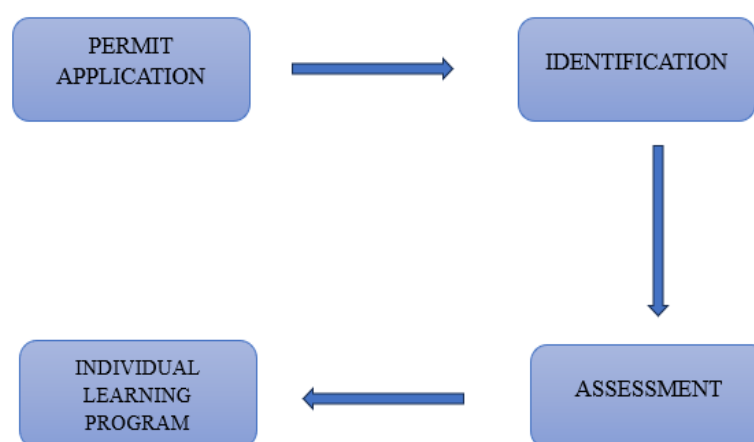 PERMIT
APPLICATION
IDENTIFICATION
ASSESSMENT
INDIVIDUAL
LEARNING
PROGRAM